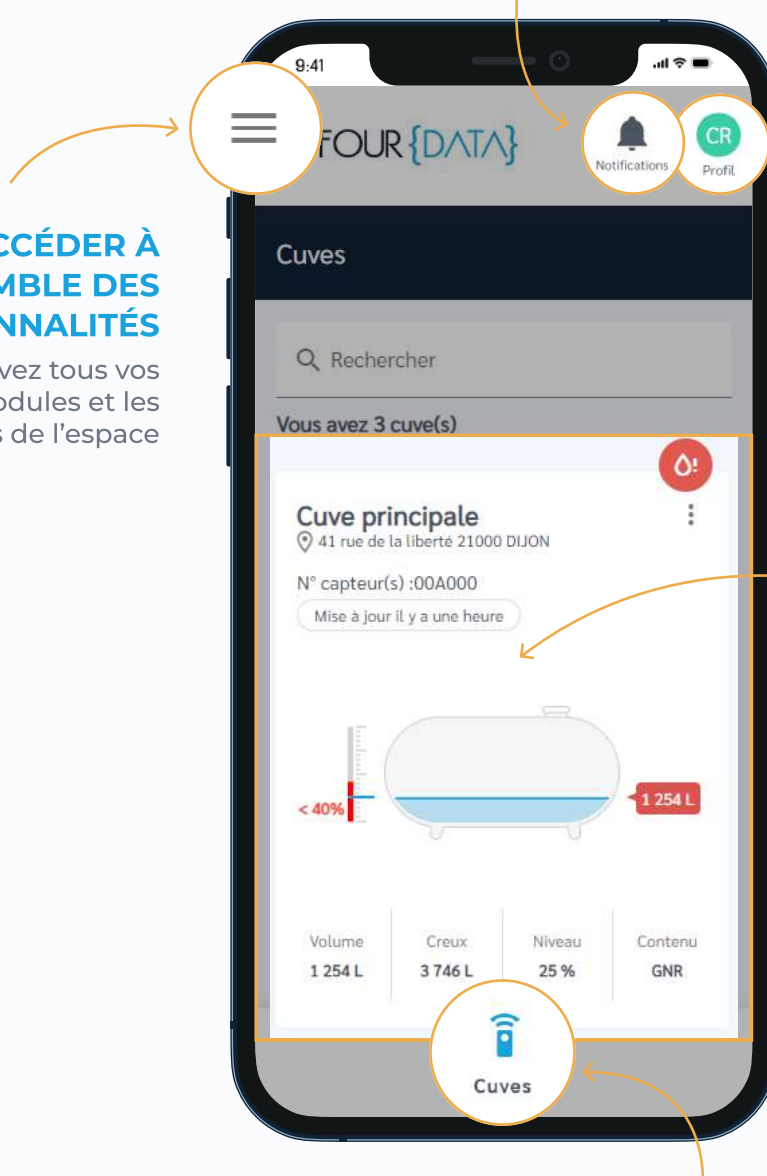 9:41
FOUR {DATA}
Notifications
CR
Profil
CCÉDER À
MBLE DES
NNALITÉS
vez tous vos
odules et les
s de l'espace
Cuves
Rechercher
Vous avez 3 cuve(s)
Cuve principale
41 rue de la liberté 21000 DIJON
N° capteur(s) :00A000
Mise à jour il y a une heure
< 40%
1 254 L
Volume Creux Niveau Contenu
1 254 L 3 746 L 25 % GNR
Cuves